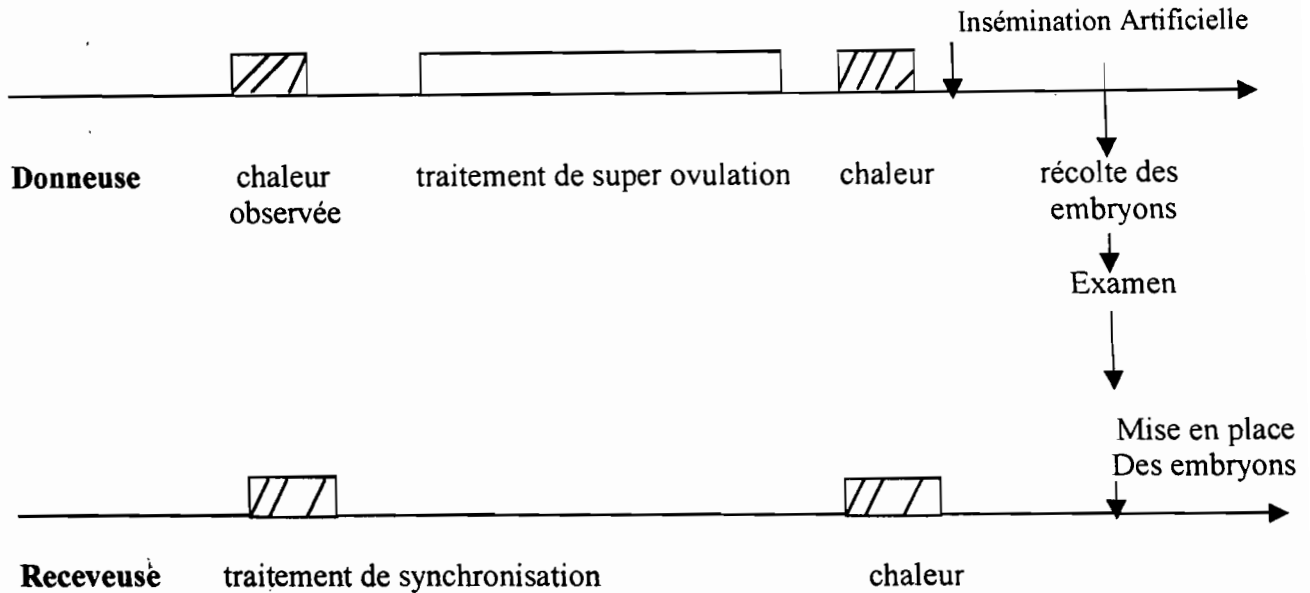 Insémination Artificielle
Donneuse chaleur traitement de super ovulation chaleur récolte des
observée embryons
Examen
Mise en place
Des embryons
Receveuse traitement de synchronisation chaleur